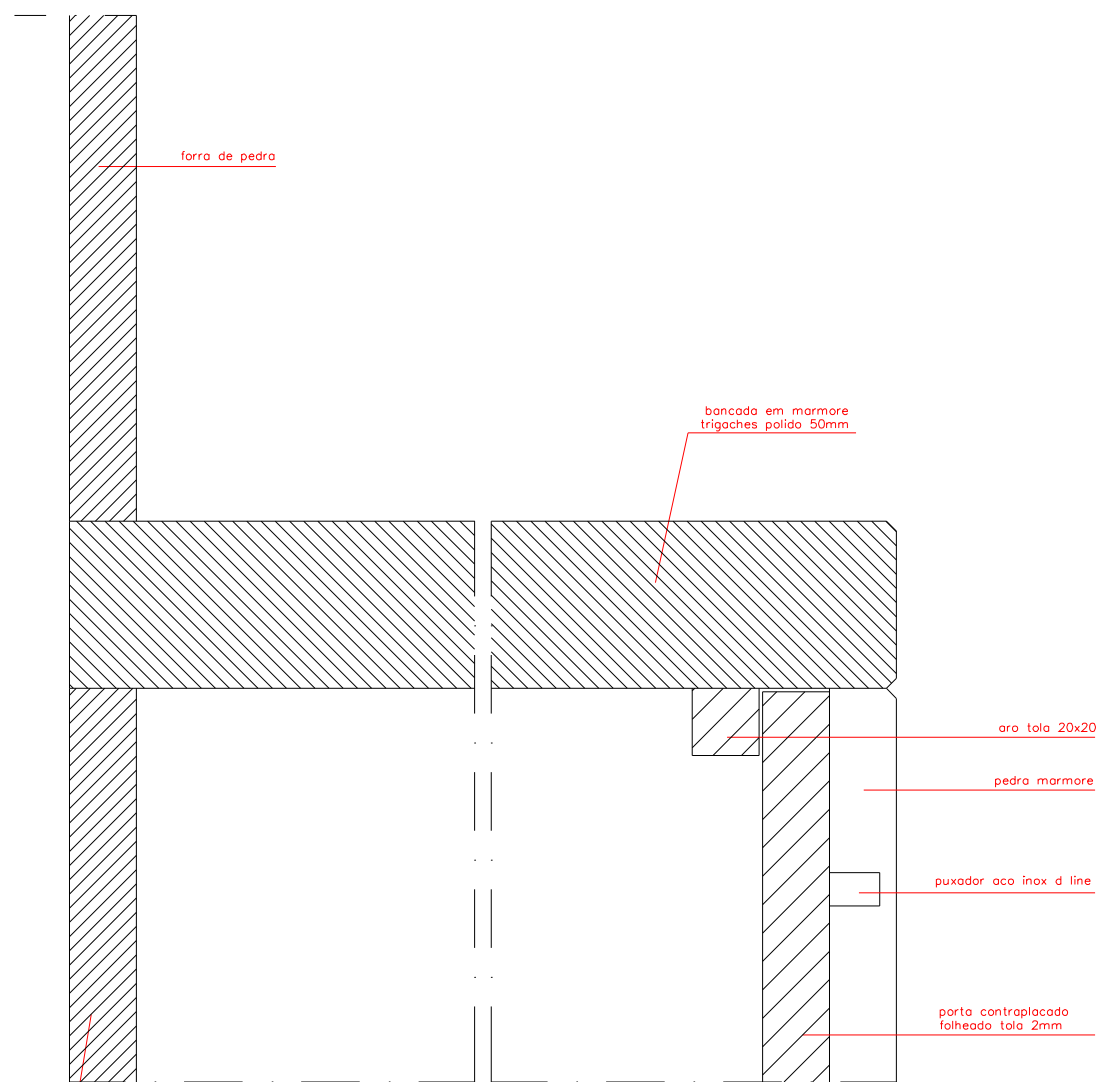 forra de pedra
bancada em marmore
trigaches polido 50mm
aro tola 20x20
pedra marmore
puxador aco inox d line
porta contraplacado
folheado tola 2mm